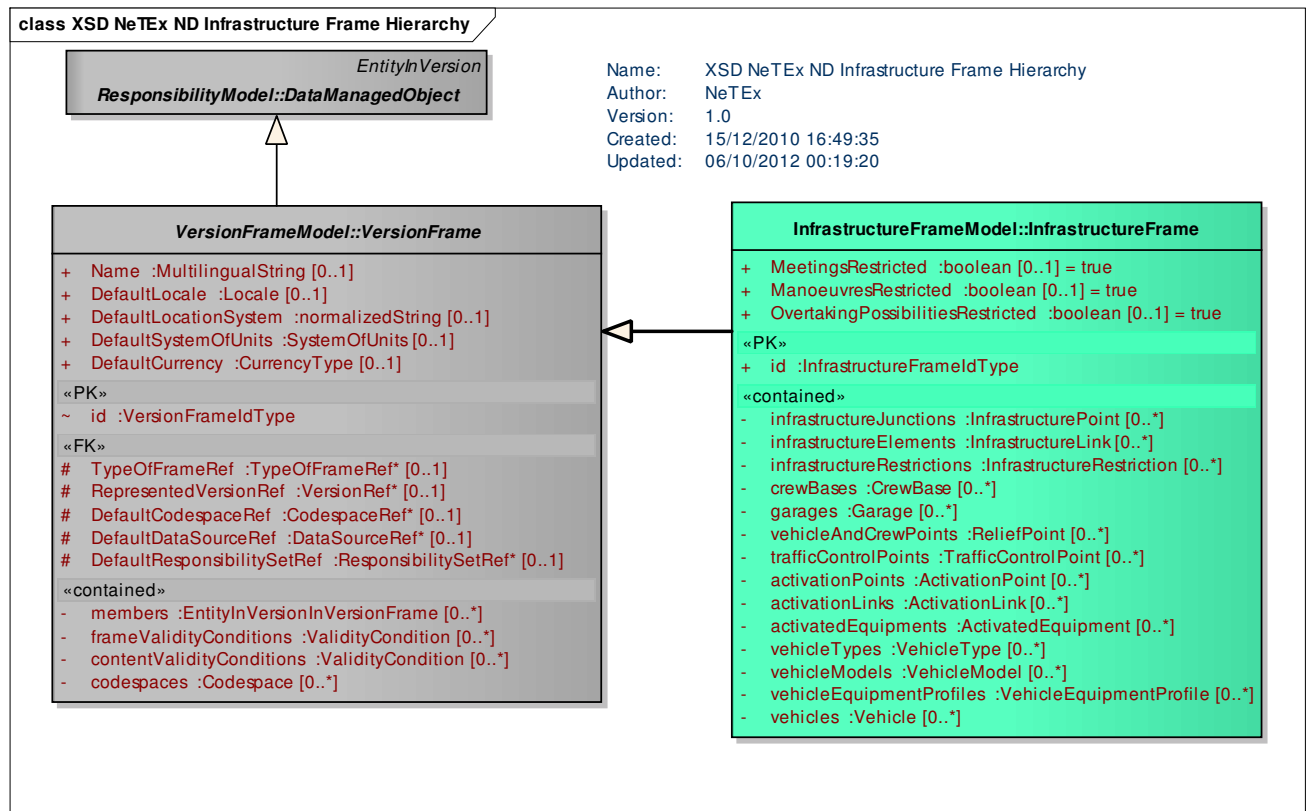 class XSD NeTEx ND Infrastructure Frame Hierarchy
EntityInVersion
ResponsibilityModel::DataManagedObject
Name: XSD NeTEx ND Infrastructure Frame Hierarchy
Author: NeTEx
Version: 1.0
Created: 15/12/2010 16:49:35
Updated: 06/10/2012 00:19:20
VersionFrameModel::VersionFrame
+ Name :MultilingualString [0..1]
+ DefaultLocale :Locale [0..1]
+ DefaultLocationSystem :normalizedString [0..1]
+ DefaultSystemOfUnits :SystemOfUnits [0..1]
+ DefaultCurrency :CurrencyType [0..1]
«PK»
~ id :VersionFrameIdType
«FK»
# TypeOfFrameRef :TypeOfFrameRef* [0..1]
# RepresentedVersionRef :VersionRef* [0..1]
# DefaultCodespaceRef :CodespaceRef* [0..1]
# DefaultDataSourceRef :DataSourceRef* [0..1]
# DefaultResponsibilitySetRef :ResponsibilitySetRef* [0..1]
«contained»
- members :EntityInVersionInVersionFrame [0..*]
- frameValidityConditions :ValidityCondition [0..*]
- contentValidityConditions :ValidityCondition [0..*]
- codespaces :Codespace [0..*]
InfrastructureFrameModel::InfrastructureFrame
+ MeetingsRestricted :boolean [0..1] = true
+ ManoeuvresRestricted :boolean [0..1] = true
+ OvertakingPossibilitiesRestricted :boolean [0..1] = true
«PK»
+ id :InfrastructureFrameIdType
«contained»
- infrastructureJunctions :InfrastructurePoint [0..*]
- infrastructureElements :InfrastructureLink [0..*]
- infrastructureRestrictions :InfrastructureRestriction [0..*]
- crewBases :CrewBase [0..*]
- garages :Garage [0..*]
- vehicleAndCrewPoints :ReliefPoint [0..*]
- trafficControlPoints :TrafficControlPoint [0..*]
- activationPoints :ActivationPoint [0..*]
- activationLinks :ActivationLink [0..*]
- activatedEquipments :ActivatedEquipment [0..*]
- vehicleTypes :VehicleType [0..*]
- vehicleModels :VehicleModel [0..*]
- vehicleEquipmentProfiles :VehicleEquipmentProfile [0..*]
- vehicles :Vehicle [0..*]